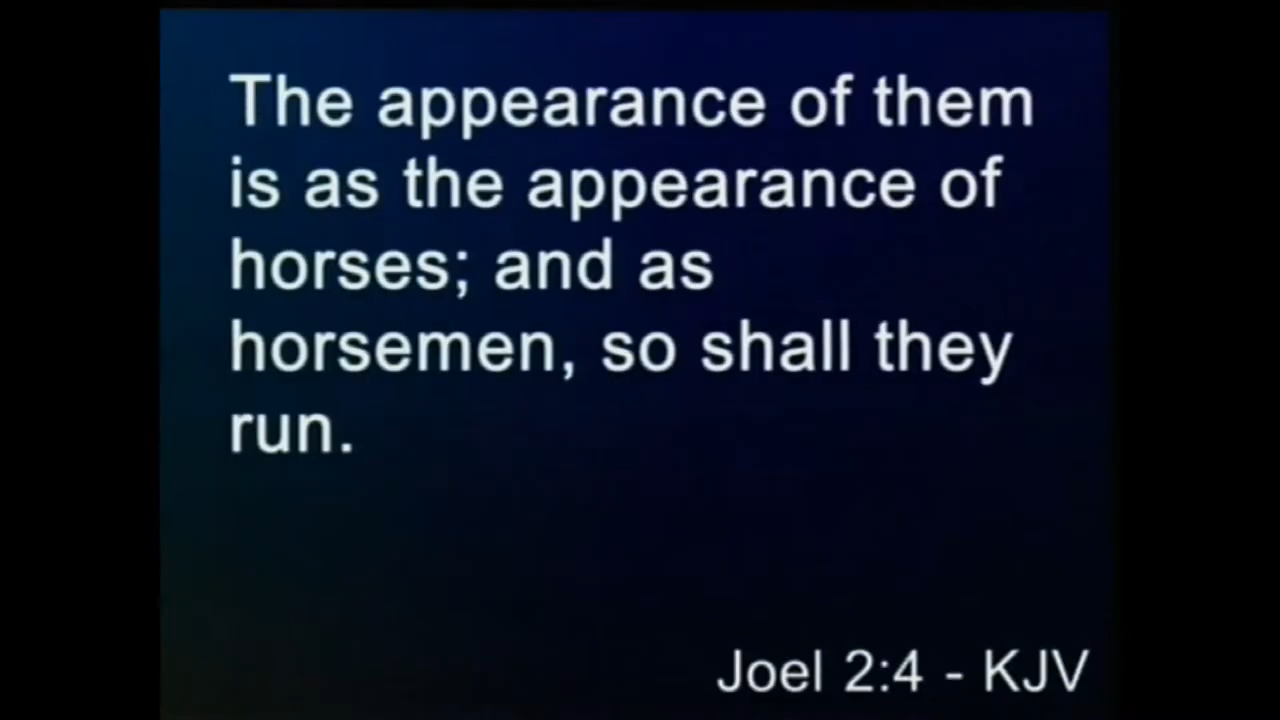 The appearance of them
is as the appearance of
horses; and as
horsemen, so shall they
run.
Joel 2:4 - KJV